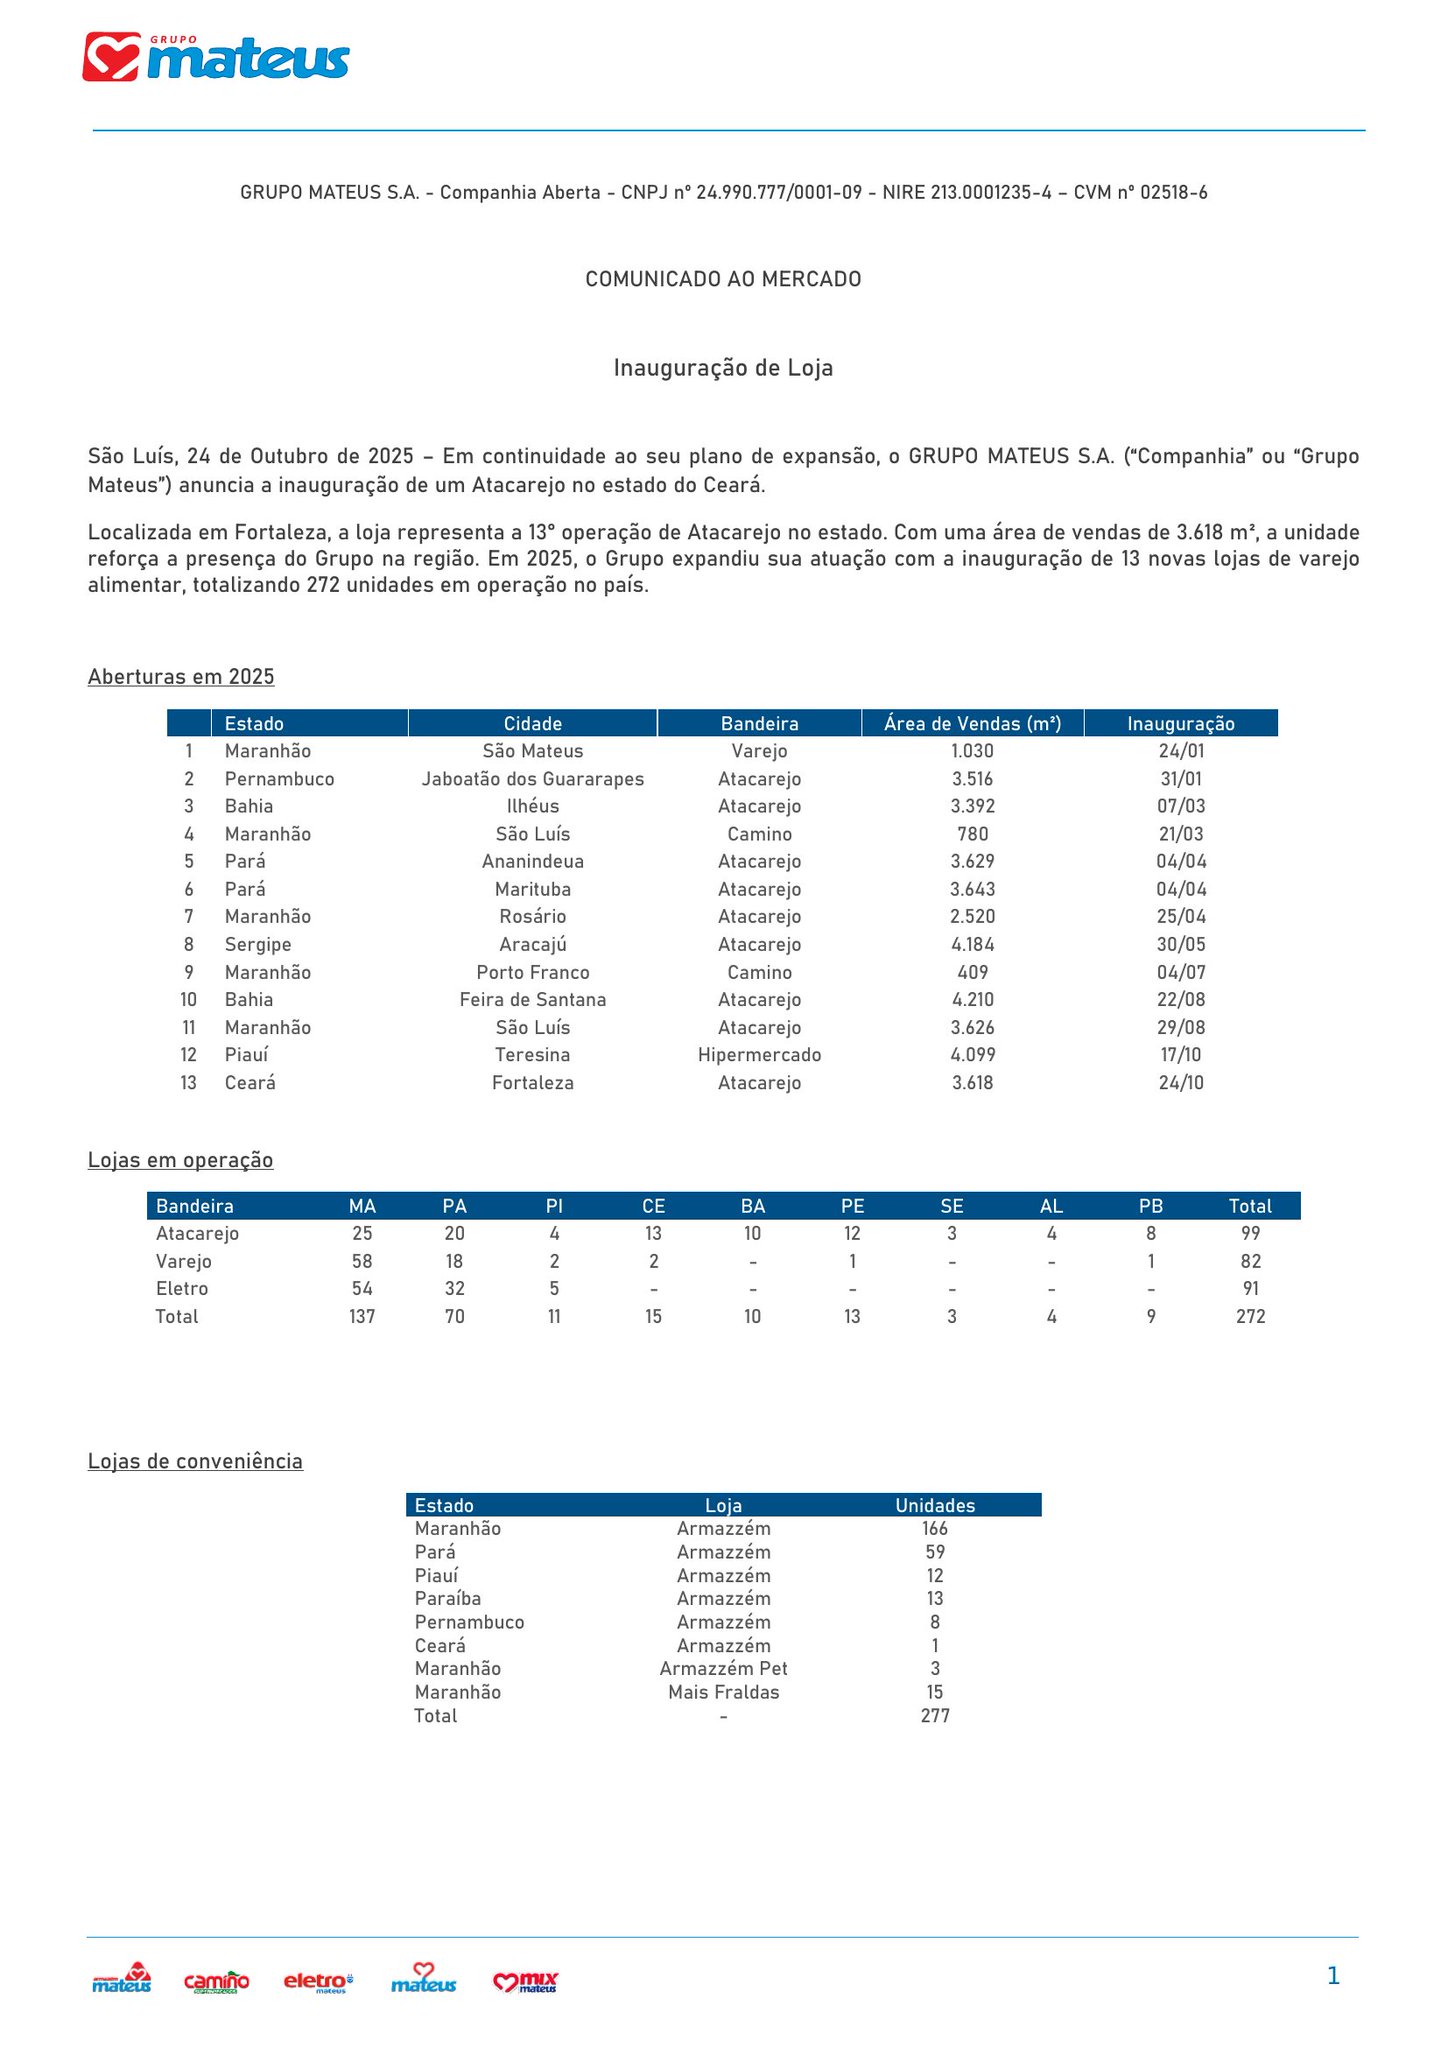 GRUPO
mateus
GRUPO MATEUS S.A. - Companhia Aberta - CNPJ nº 24.990.777/0001-09 - NIRE 213.0001235-4 – CVM nº 02518-6
COMUNICADO AO MERCADO
Inauguração de Loja
São Luís, 24 de Outubro de 2025 – Em continuidade ao seu plano de expansão, o GRUPO MATEUS S.A. (“Companhia” ou “Grupo
Mateus”) anuncia a inauguração de um Atacarejo no estado do Ceará.
Localizada em Fortaleza, a loja representa a 13° operação de Atacarejo no estado. Com uma área de vendas de 3.618 m², a unidade
reforça a presença do Grupo na região. Em 2025, o Grupo expandiu sua atuação com a inauguração de 13 novas lojas de varejo
alimentar, totalizando 272 unidades em operação no país.
Aberturas em 2025
Estado Cidade Bandeira Área de Vendas (m²) Inauguração
1 Maranhão São Mateus Varejo 1.030 24/01
2 Pernambuco Jaboatão dos Guararapes Atacarejo 3.516 31/01
3 Bahia Ilhéus Atacarejo 3.392 07/03
4 Maranhão São Luís Camino 780 21/03
5 Pará Ananindeua Atacarejo 3.629 04/04
6 Pará Marituba Atacarejo 3.643 04/04
7 Maranhão Rosário Atacarejo 2.520 25/04
8 Sergipe Aracajú Atacarejo 4.184 30/05
9 Maranhão Porto Franco Camino 409 04/07
10 Bahia Feira de Santana Atacarejo 4.210 22/08
11 Maranhão São Luís Atacarejo 3.626 29/08
12 Piauí Teresina Hipermercado 4.099 17/10
13 Ceará Fortaleza Atacarejo 3.618 24/10
Lojas em operação
Bandeira MA PA PI CE BA PE SE AL PB Total
Atacarejo 25 20 4 13 10 12 3 4 8 99
Varejo 58 18 2 2 - 1 - - 1 82
Eletro 54 32 5 - - - - - - 91
Total 137 70 11 15 10 13 3 4 9 272
Lojas de conveniência
Estado Loja Unidades
Maranhão Armazzém 166
Pará Armazzém 59
Piauí Armazzém 12
Paraíba Armazzém 13
Pernambuco Armazzém 8
Ceará Armazzém 1
Maranhão Armazzém Pet 3
Maranhão Mais Fraldas 15
Total - 277
mateus
camiño
eletro
mateus
mateus
mix
mateus
1